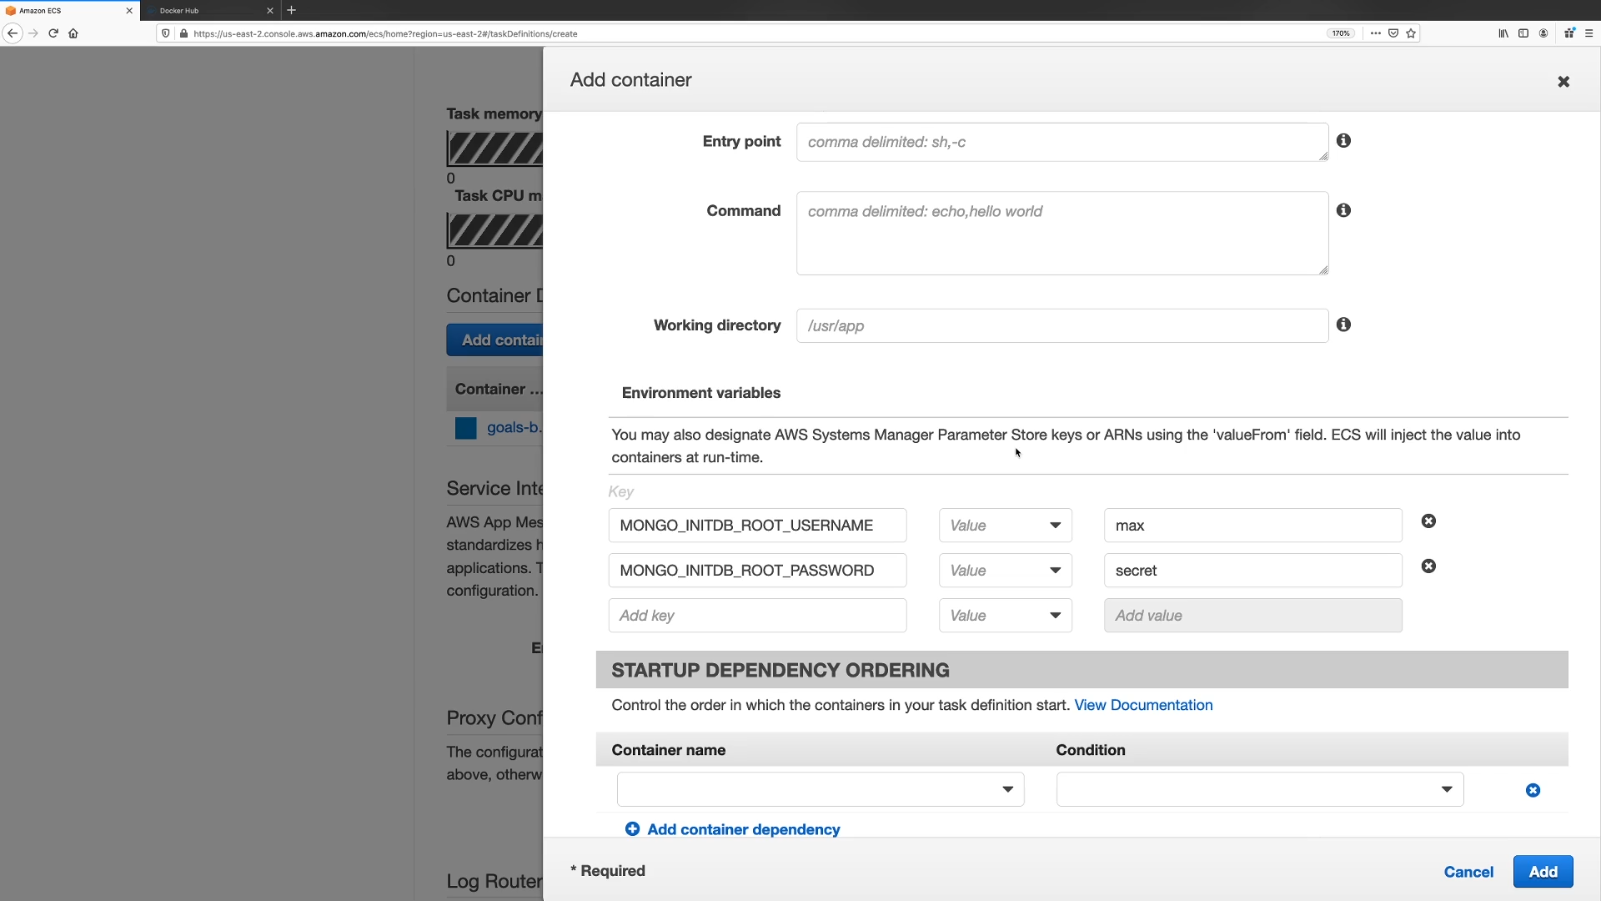 Amazon ECS
Docker Hub
https://us-east-2.console.aws.amazon.com/ecs/home?region=us-east-2#/taskDefinitions/create
170%
Task memory
0
Task CPU m
0
Container D
Add contai
Container ...
goals-b.
Service Inte
AWS App Mes
standardizes h
applications. T
configuration.
E
Proxy Conf
The configurat
above, otherw
Log Router
Add container
Entry point
comma delimited: sh,-c
Command
comma delimited: echo,hello world
Working directory
/usr/app
Environment variables
You may also designate AWS Systems Manager Parameter Store keys or ARNs using the 'valueFrom' field. ECS will inject the value into
containers at run-time.
Key
MONGO_INITDB_ROOT_USERNAME Value max
MONGO_INITDB_ROOT_PASSWORD Value secret
Add key Value Add value
STARTUP DEPENDENCY ORDERING
Control the order in which the containers in your task definition start. View Documentation
Container name Condition
Add container dependency
* Required
Cancel Add